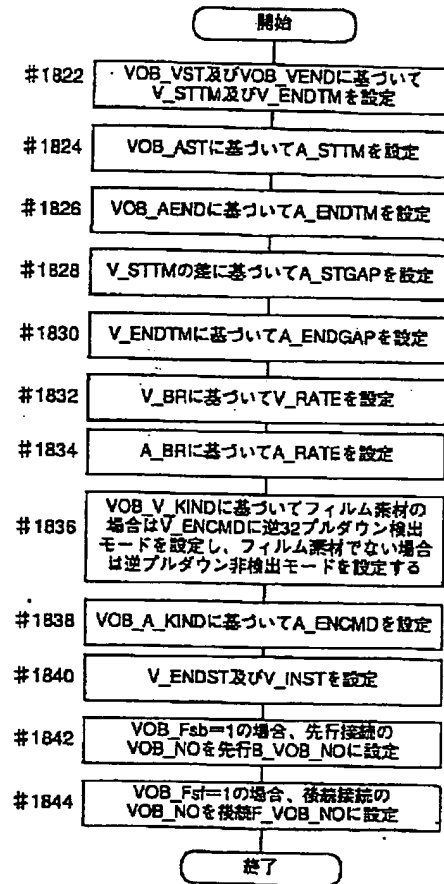 開始
#1822
VOB_VST及びVOB_VENDに基づいて
V_STTM及びV_ENDTMを設定
#1824
VOB_ASTに基づいてA_STTMを設定
#1826
VOB_AENDに基づいてA_ENDTMを設定
#1828
V_STTMの差に基づいてA_STGAPを設定
#1830
V_ENDTMに基づいてA_ENDGAPを設定
#1832
V_BRに基づいてV_RATEを設定
#1834
A_BRに基づいてA_RATEを設定
#1836
VOB_V_KINDに基づいてフィルム素材の
場合はV_ENCMDに逆32プルダウン検出
モードを設定し、フィルム素材でない場合
は逆プルダウン非検出モードを設定する
#1838
VOB_A_KINDに基づいてA_ENCMDを設定
#1840
V_ENDST及びV_INSTを設定
#1842
VOB_Fsb=1の場合、先行接続の
VOB_NOを先行B_VOB_NOに設定
#1844
VOB_Fsf=1の場合、後続接続の
VOB_NOを後続F_VOB_NOに設定
終了